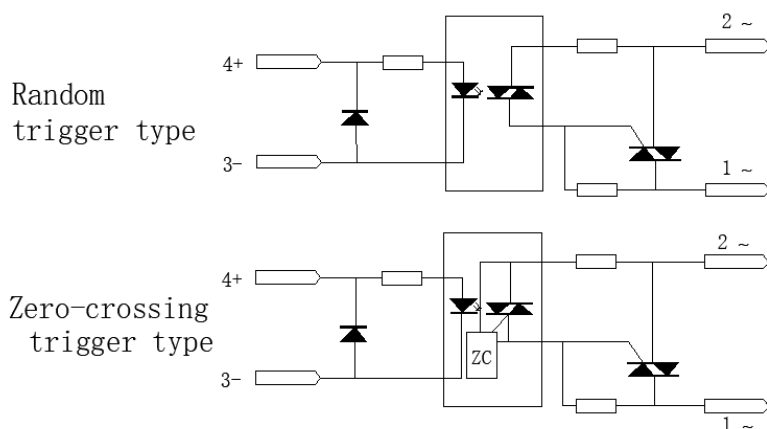 2 ~
4+
Random
trigger type
3-
1 ~
2 ~
4+
Zero-crossing
trigger type
ZC
3-
1 ~